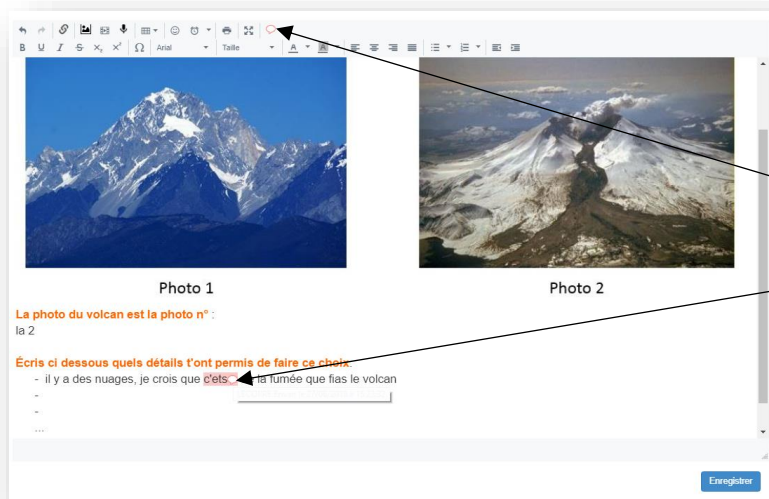 B U I S X₂ X² Ω Arial Taille A A
Photo 1
Photo 2
La photo du volcan est la photo n° :
la 2
Écris ci dessous quels détails t'ont permis de faire ce choix.
- il y a des nuages, je crois que c'ets la fumée que fias le volcan
-
-
...
Enregistrer